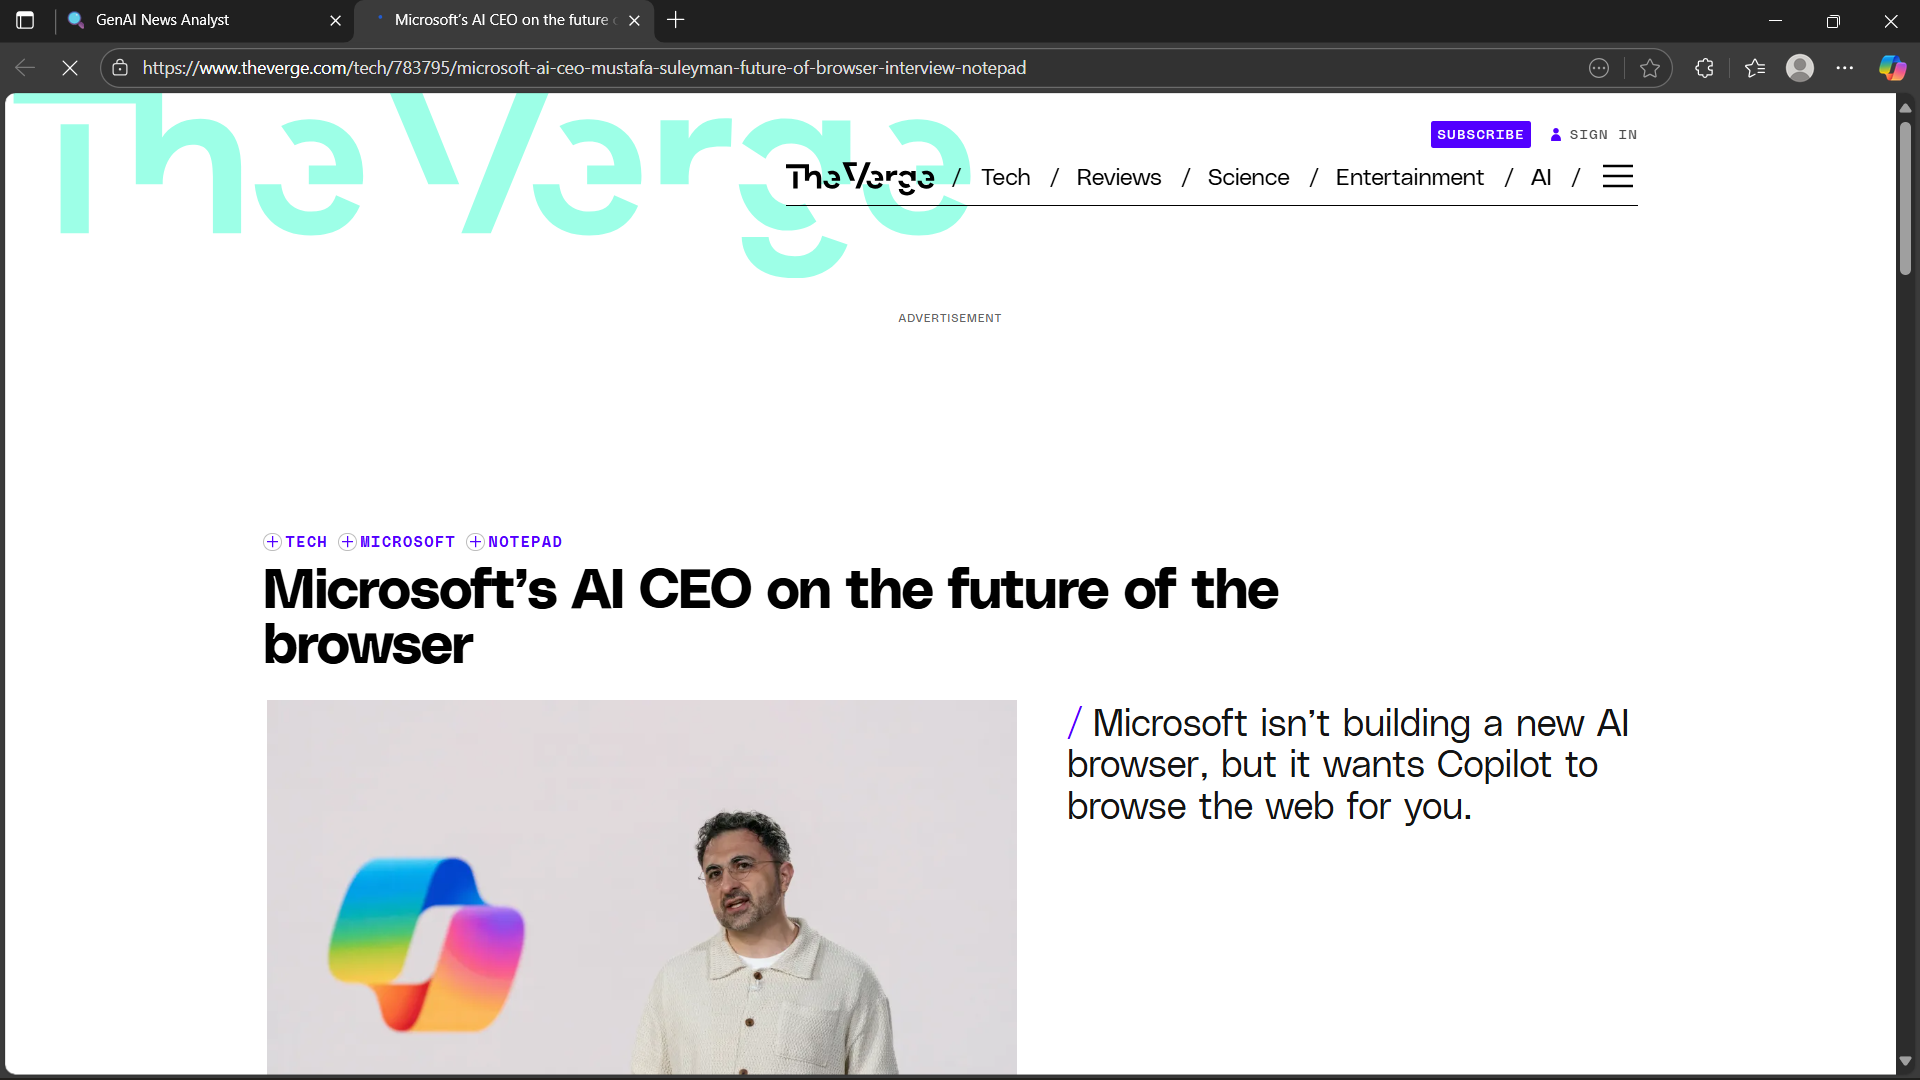 GenAI News Analyst
Microsoft’s AI CEO on the future
https://www.theverge.com/tech/783795/microsoft-ai-ceo-mustafa-suleyman-future-of-browser-interview-notepad
The Verge
SUBSCRIBE
SIGN IN
The Verge / Tech / Reviews / Science / Entertainment / AI /
ADVERTISEMENT
TECH MICROSOFT NOTEPAD
Microsoft’s AI CEO on the future of the
browser
/ Microsoft isn’t building a new AI
browser, but it wants Copilot to
browse the web for you.